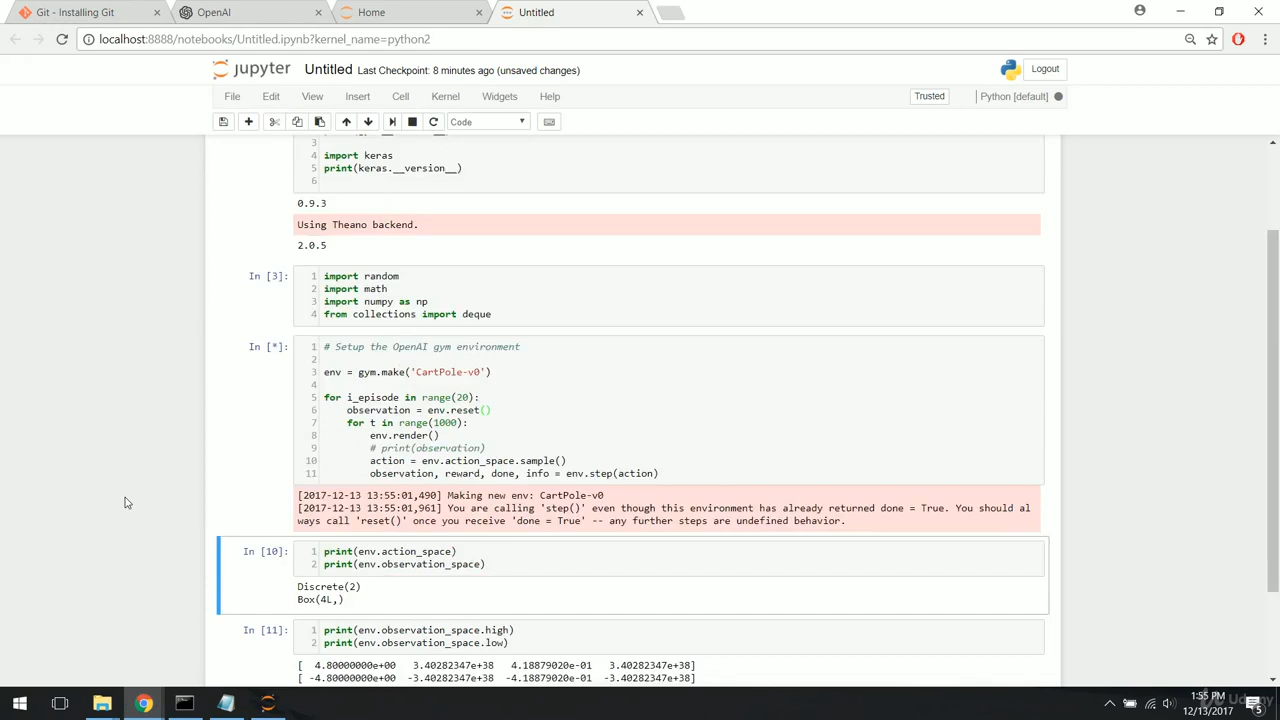 Git - Installing Git
OpenAI
Home
Untitled
localhost:8888/notebooks/Untitled.ipynb?kernel_name=python2
jupyter Untitled Last Checkpoint: 8 minutes ago (unsaved changes)
Logout
File Edit View Insert Cell Kernel Widgets Help
Trusted
Python [default]
Code
3
4 import keras
5 print(keras.__version__)
6
0.9.3
Using Theano backend.
2.0.5
In [3]:
1 import random
2 import math
3 import numpy as np
4 from collections import deque
In [*]:
1 # Setup the OpenAI gym environment
2
3 env = gym.make('CartPole-v0')
4
5 for i_episode in range(20):
6 observation = env.reset()
7 for t in range(1000):
8 env.render()
9 # print(observation)
10 action = env.action_space.sample()
11 observation, reward, done, info = env.step(action)
[2017-12-13 13:55:01,490] Making new env: CartPole-v0
[2017-12-13 13:55:01,961] You are calling 'step()' even though this environment has already returned done = True. You should al
ways call 'reset()' once you receive 'done = True' -- any further steps are undefined behavior.
In [10]:
1 print(env.action_space)
2 print(env.observation_space)
Discrete(2)
Box(4L,)
In [11]:
1 print(env.observation_space.high)
2 print(env.observation_space.low)
[ 4.80000000e+00 3.40282347e+38 4.18879020e-01 3.40282347e+38]
[ -4.80000000e+00 -3.40282347e+38 -4.18879020e-01 -3.40282347e+38]
1:55 PM
12/13/2017
Udemy
5